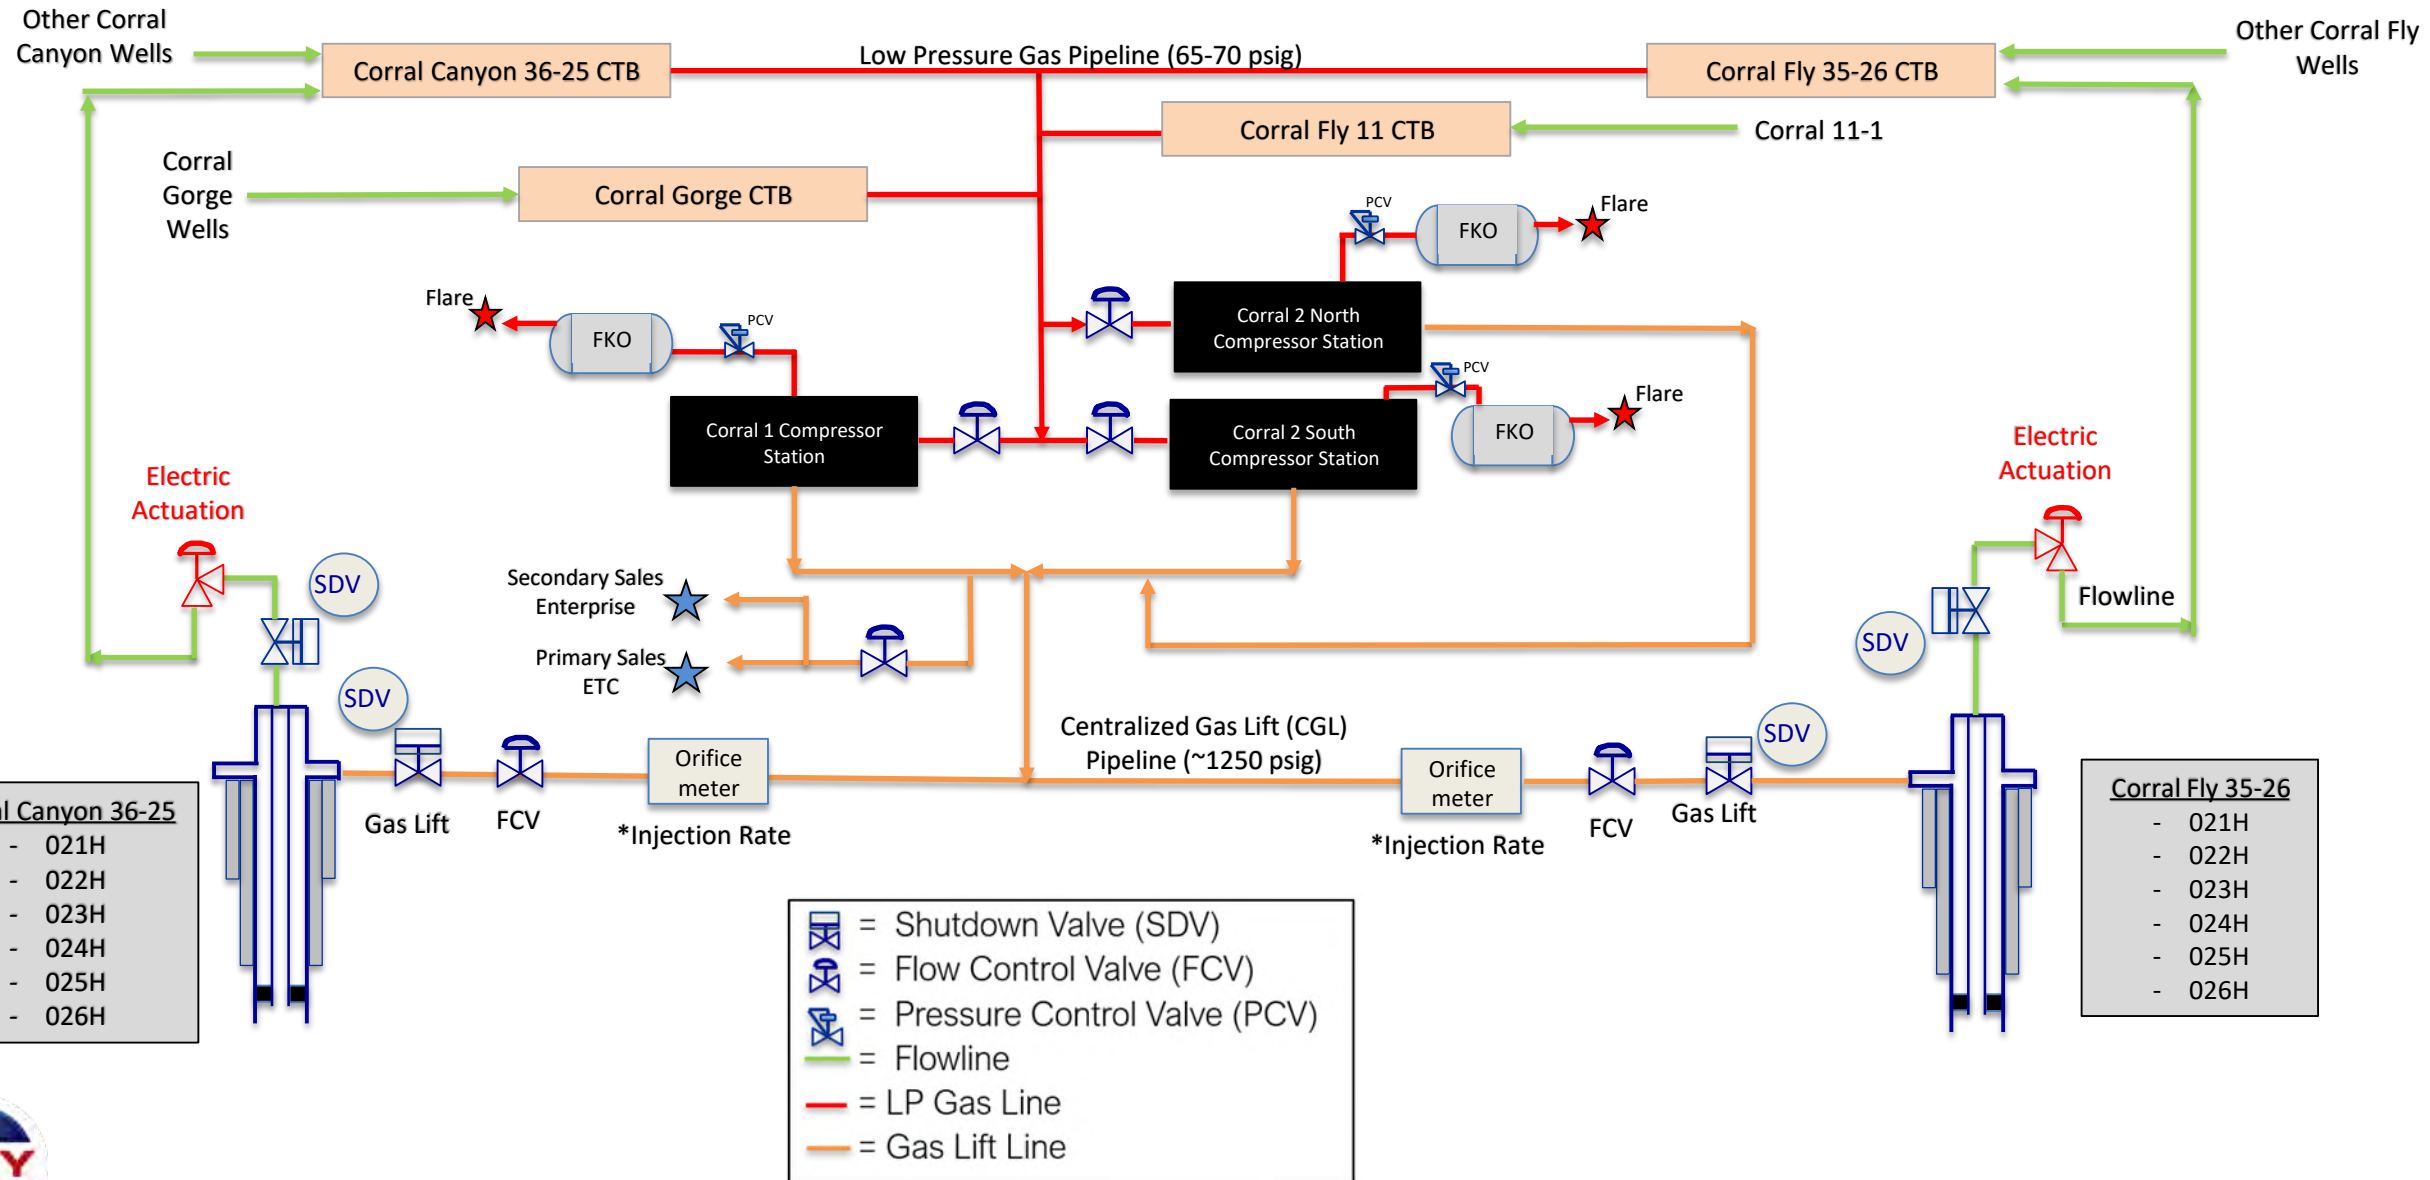 Other Corral
Canyon Wells
Corral Canyon 36-25 CTB
Low Pressure Gas Pipeline (65-70 psig)
Corral Fly 35-26 CTB
Other Corral Fly
Wells
Corral Fly 11 CTB
Corral 11-1
Corral
Gorge
Wells
Corral Gorge CTB
PCV
FKO
Flare
Flare
FKO
PCV
Corral 2 North
Compressor Station
Corral 1 Compressor
Station
Corral 2 South
Compressor Station
PCV
FKO
Flare
Electric
Actuation
Electric
Actuation
SDV
Secondary Sales
Enterprise
Primary Sales
ETC
Flowline
SDV
SDV
Gas Lift
FCV
Orifice
meter
*Injection Rate
Centralized Gas Lift (CGL)
Pipeline (~1250 psig)
Orifice
meter
*Injection Rate
FCV
Gas Lift
SDV
al Canyon 36-25
- 021H
- 022H
- 023H
- 024H
- 025H
- 026H
Corral Fly 35-26
- 021H
- 022H
- 023H
- 024H
- 025H
- 026H
= Shutdown Valve (SDV)
= Flow Control Valve (FCV)
= Pressure Control Valve (PCV)
= Flowline
= LP Gas Line
= Gas Lift Line
Y